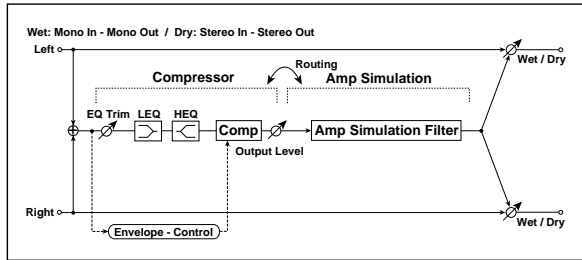 Wet: Mono In - Mono Out / Dry: Stereo In - Stereo Out
Left
Wet / Dry
Routing
Compressor
Amp Simulation
EQ Trim
LEQ
HEQ
Comp
Output Level
Amp Simulation Filter
Right
Wet / Dry
Envelope - Control